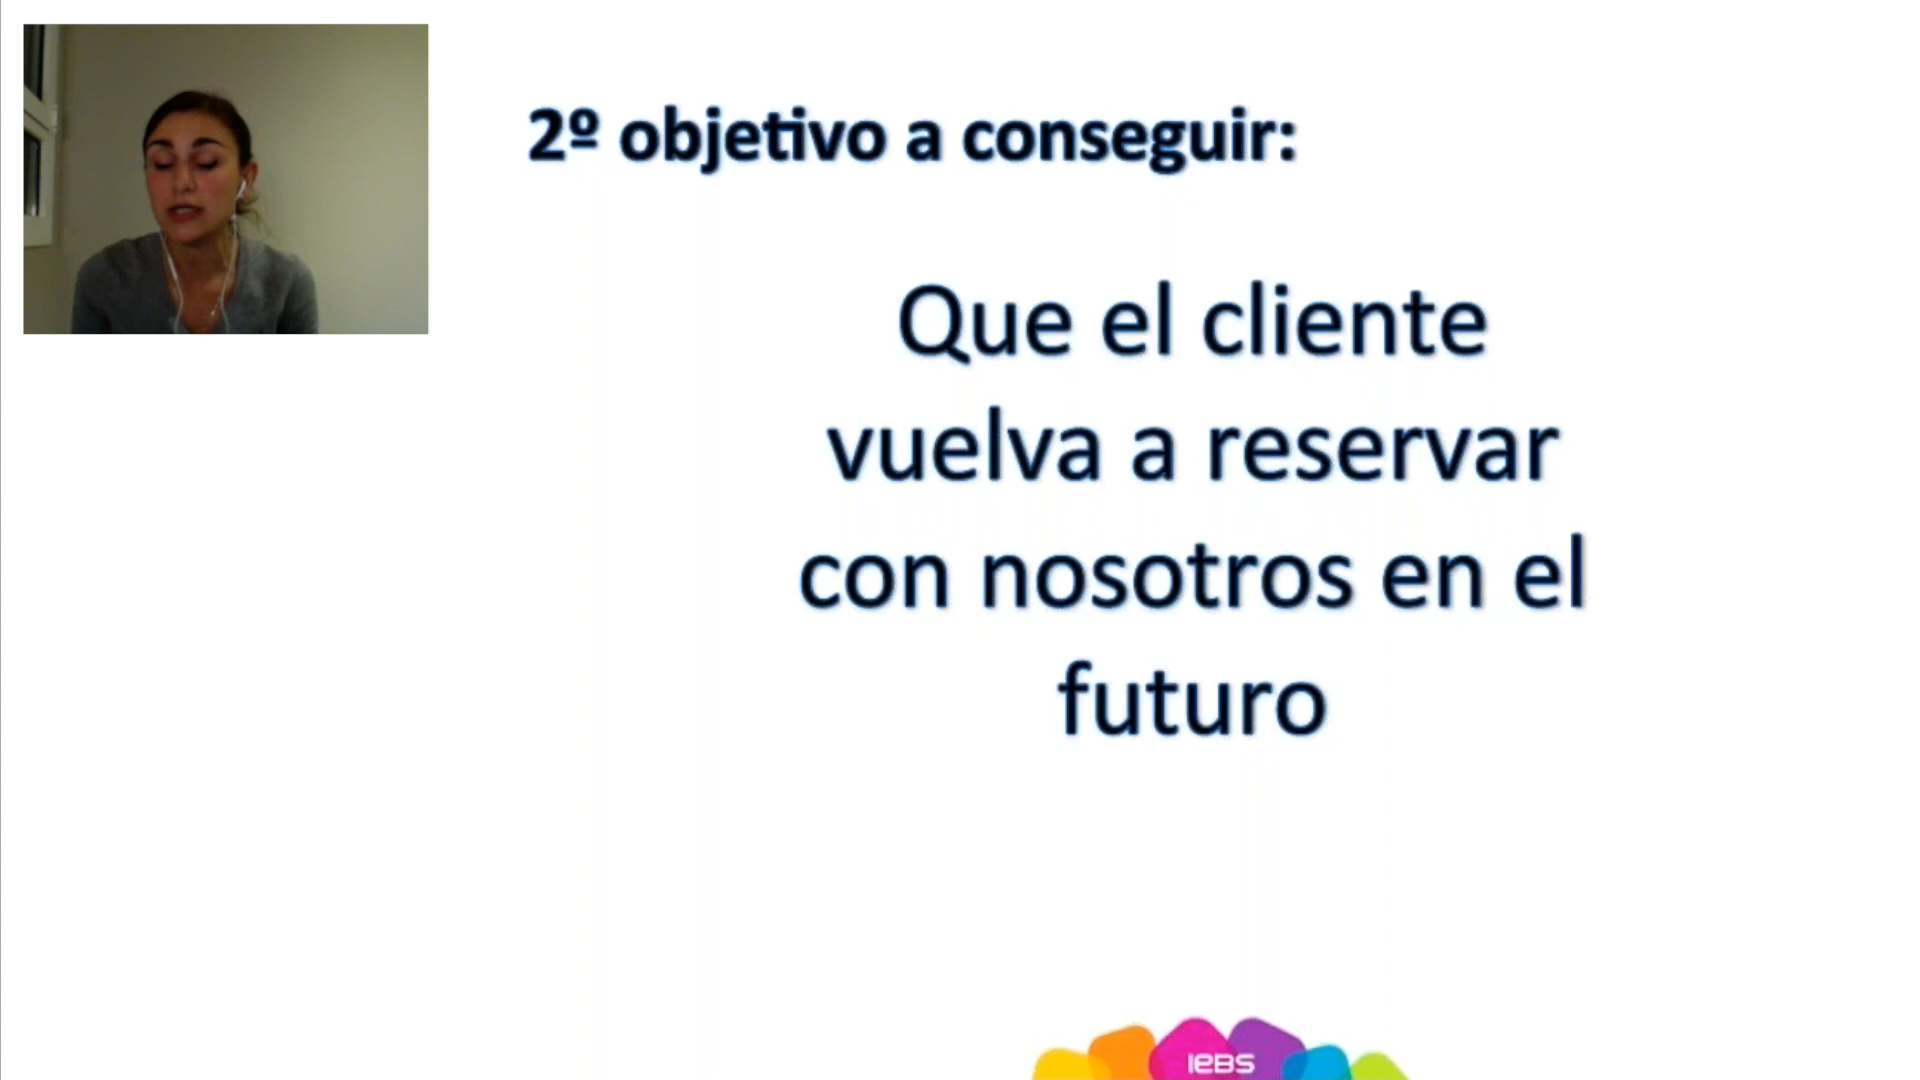 2º objetivo a conseguir:
Que el cliente
vuelva a reservar
con nosotros en el
futuro
IEBS